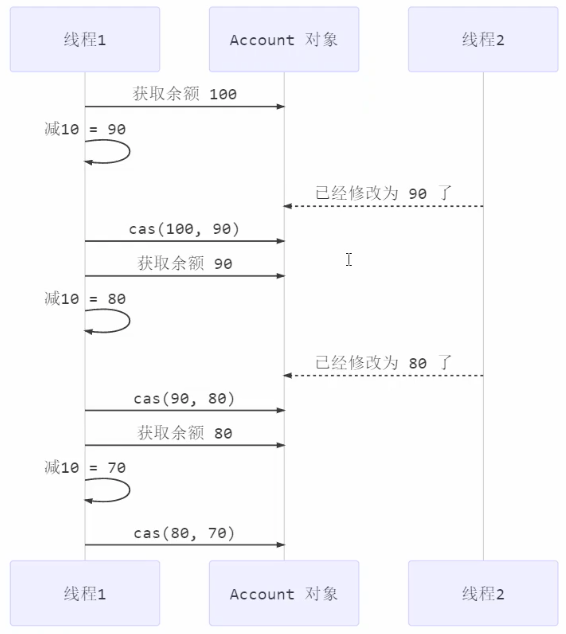 线程1
Account 对象
线程2
获取余额 100
减10 = 90
已经修改为 90 了
cas(100, 90)
获取余额 90
减10 = 80
已经修改为 80 了
cas(90, 80)
获取余额 80
减10 = 70
cas(80, 70)
线程1
Account 对象
线程2